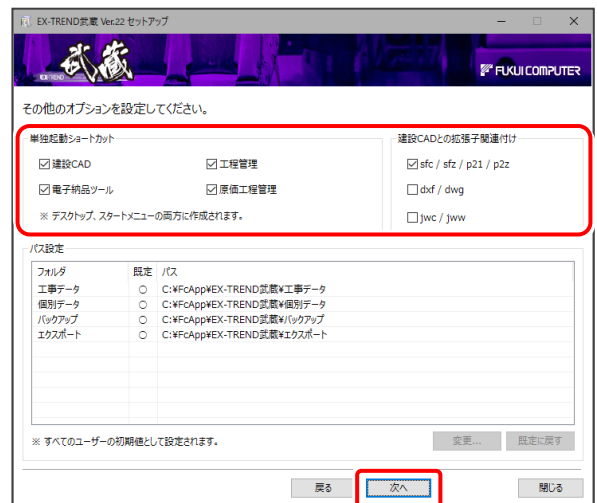 EX-TREND武蔵 Ver.22 セットアップ
EX-TREND 武蔵
FUKUI COMPUTER
その他のオプションを設定してください。
単独起動ショートカット
建設CADとの拡張子関連付け
建設CAD
工程管理
sfc / sfz / p21 / p2z
電子納品ツール
原価工程管理
dxf / dwg
※ デスクトップ、スタートメニューの両方に作成されます。
jwc / jww
パス設定
フォルダ 既定 パス
工事データ ○ C:¥FcApp¥EX-TREND武蔵¥工事データ
個別データ ○ C:¥FcApp¥EX-TREND武蔵¥個別データ
バックアップ ○ C:¥FcApp¥EX-TREND武蔵¥バックアップ
エクスポート ○ C:¥FcApp¥EX-TREND武蔵¥エクスポート
※ すべてのユーザーの初期値として設定されます。
変更...
既定に戻す
戻る
次へ
閉じる